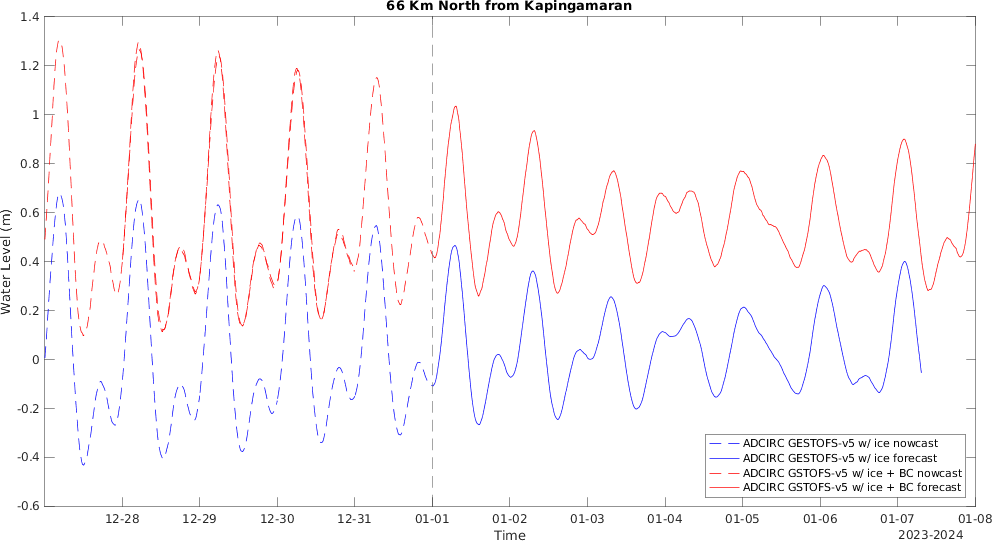 66 Km North from Kapingamaran
Water Level (m)
1.4
1.2
1
0.8
0.6
0.4
0.2
0
-0.2
-0.4
-0.6
ADCIRC GESTOFS-v5 w/ ice nowcast
ADCIRC GESTOFS-v5 w/ ice forecast
ADCIRC GSTOFS-v5 w/ ice + BC nowcast
ADCIRC GSTOFS-v5 w/ ice + BC forecast
12-28 12-29 12-30 12-31 01-01 01-02 01-03 01-04 01-05 01-06 01-07 01-08
Time
2023-2024